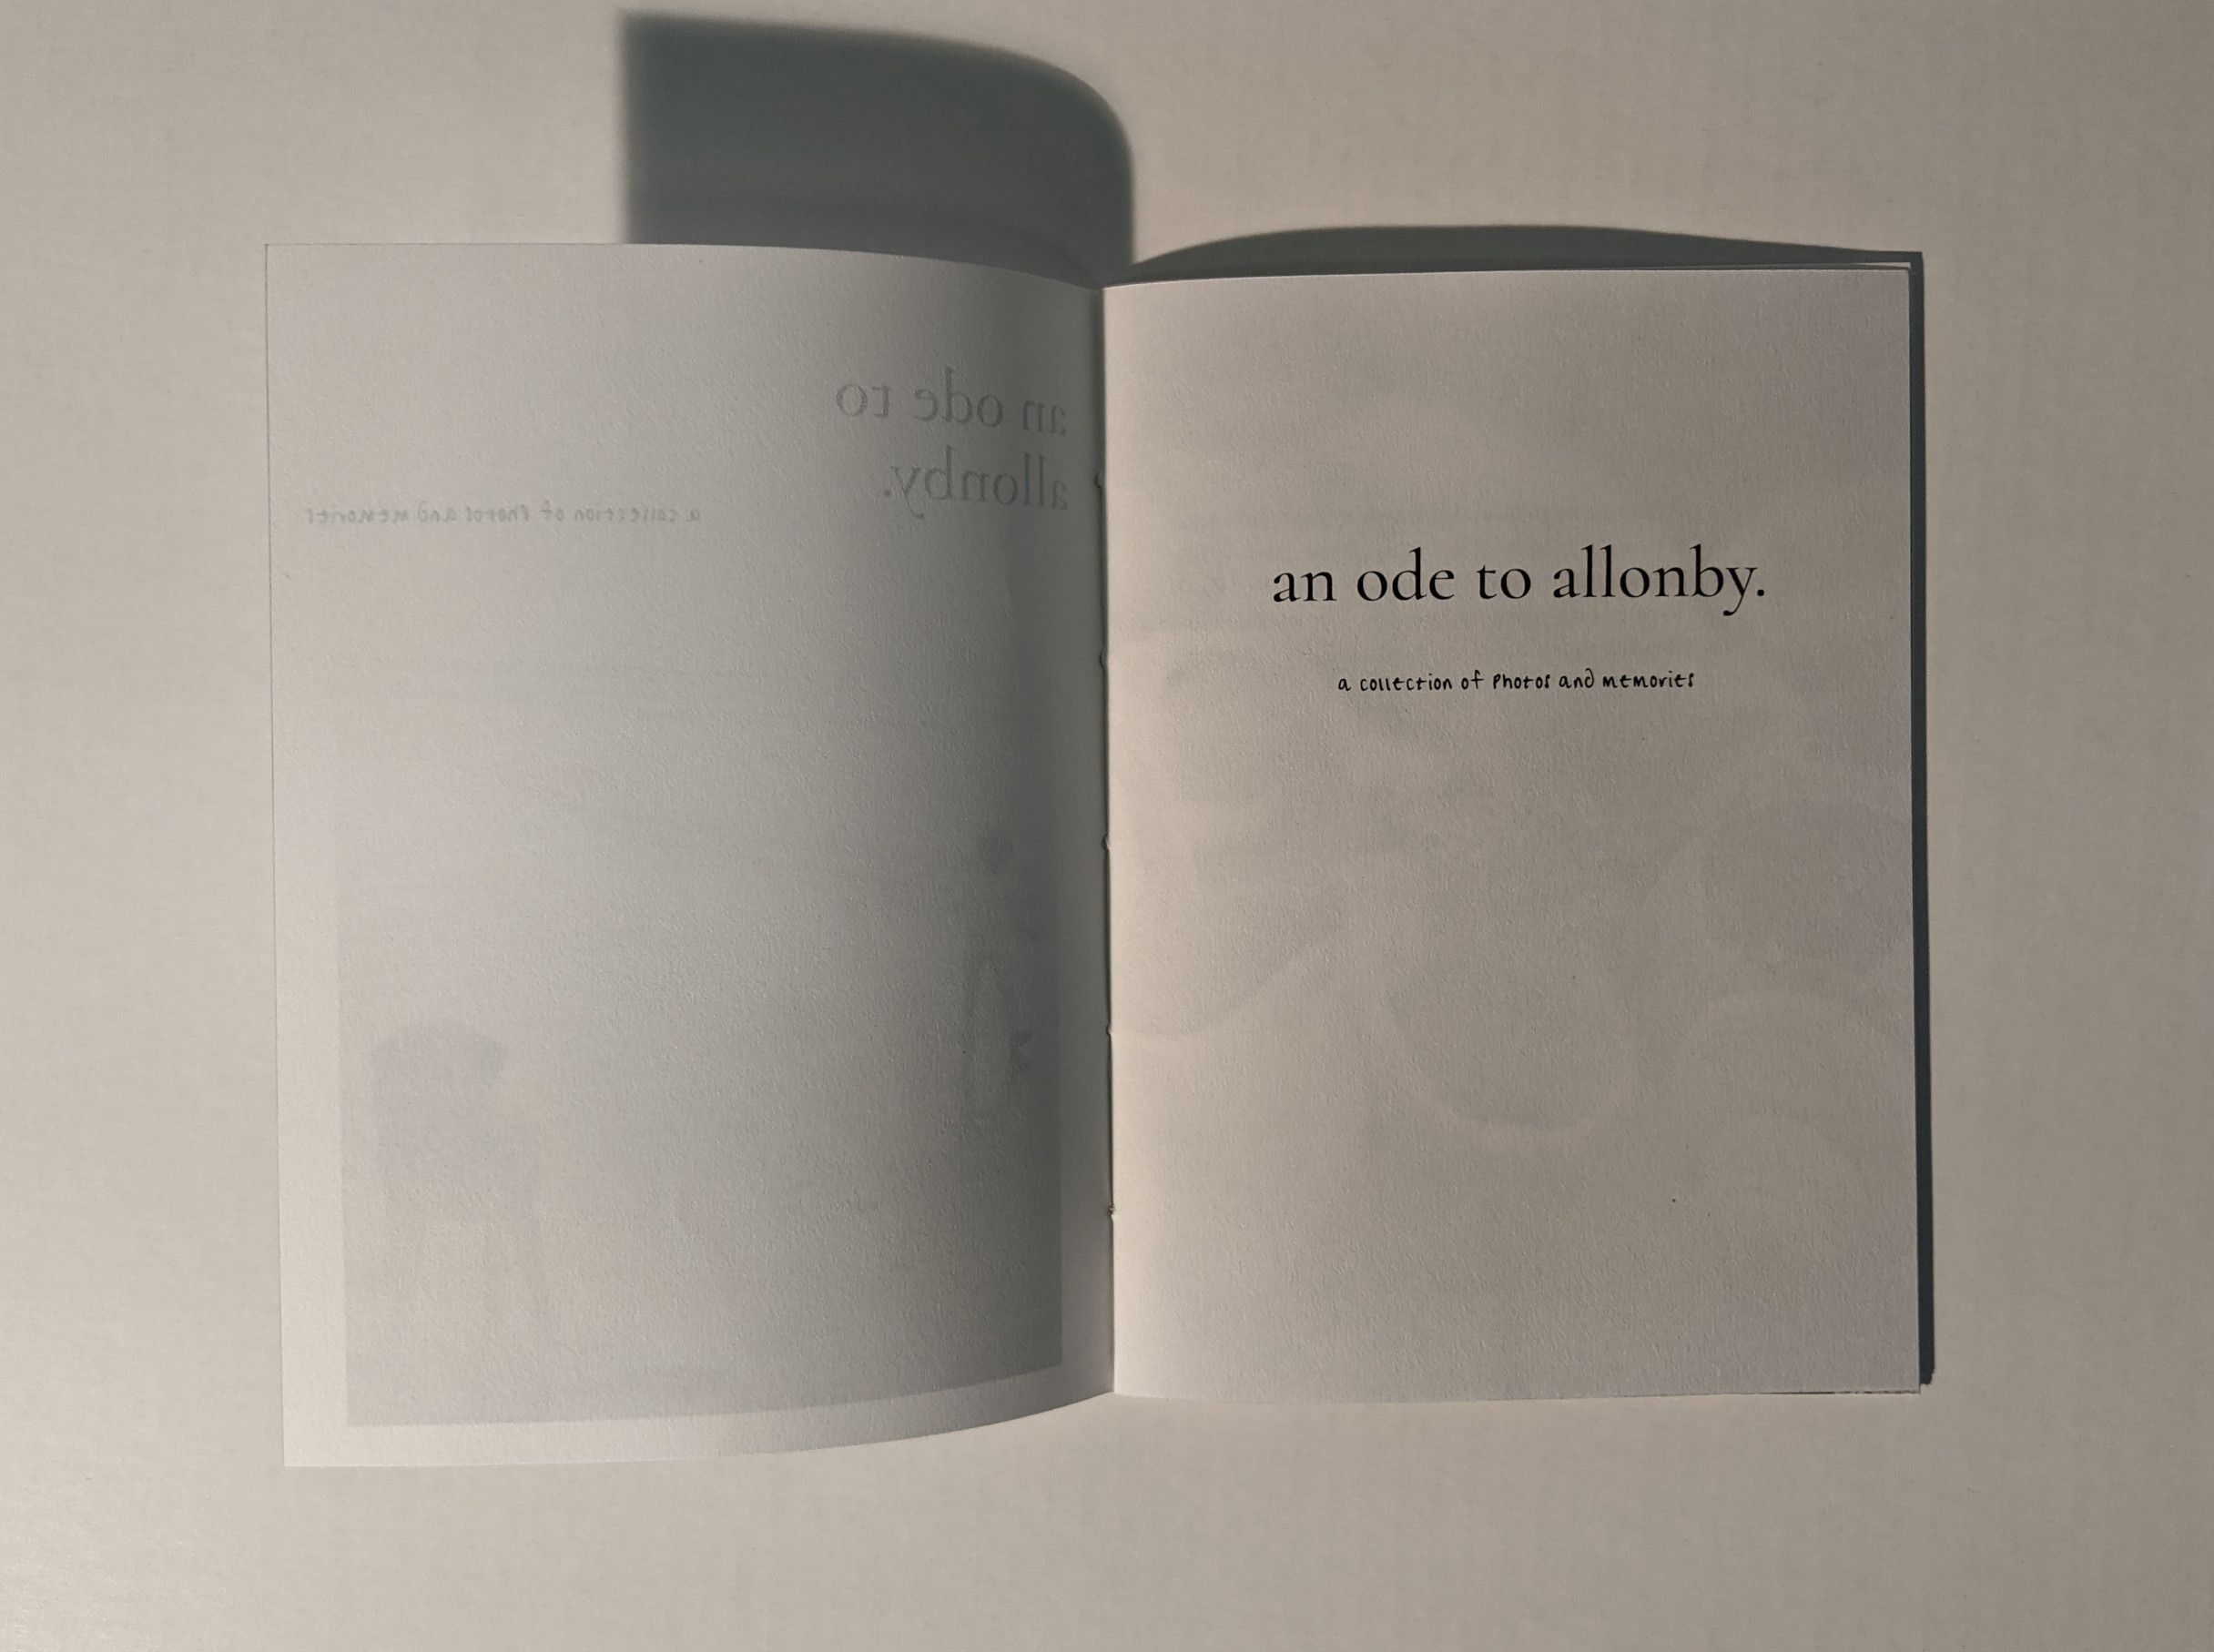 an ode to
allonby.
a collection of photos and memories
an ode to allonby.
a collection of photos and memories